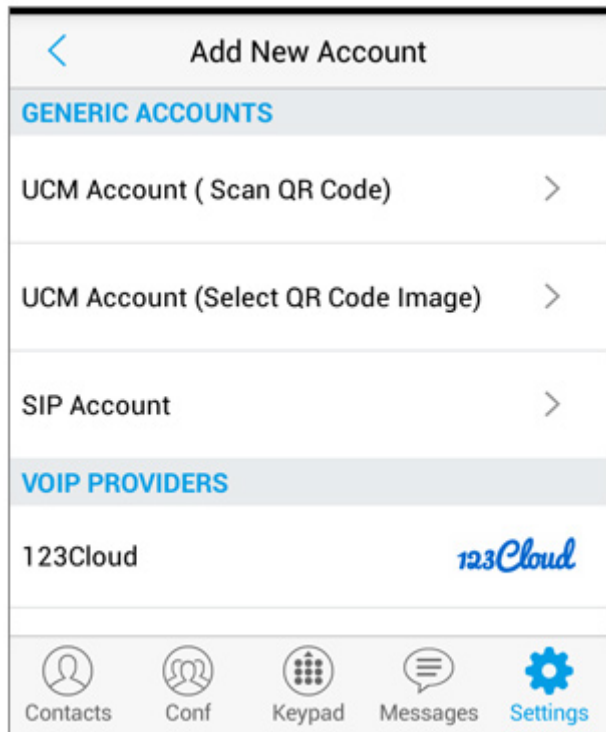 Add New Account
GENERIC ACCOUNTS
UCM Account ( Scan QR Code)
UCM Account (Select QR Code Image)
SIP Account
VOIP PROVIDERS
123Cloud 123Cloud
Contacts Conf Keypad Messages Settings